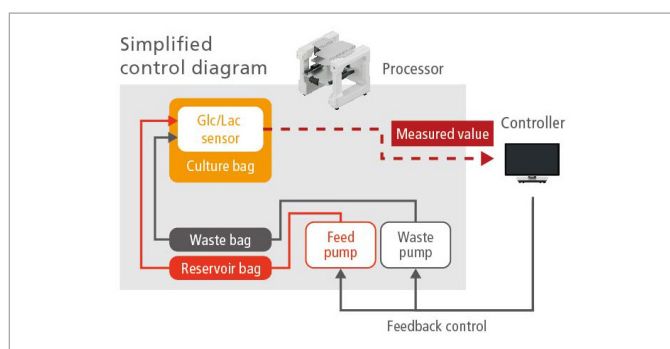 Simplified
control diagram
Processor
Glc/Lac
sensor
Culture bag
Measured value
Controller
Waste bag
Reservoir bag
Feed
pump
Waste
pump
Feedback control